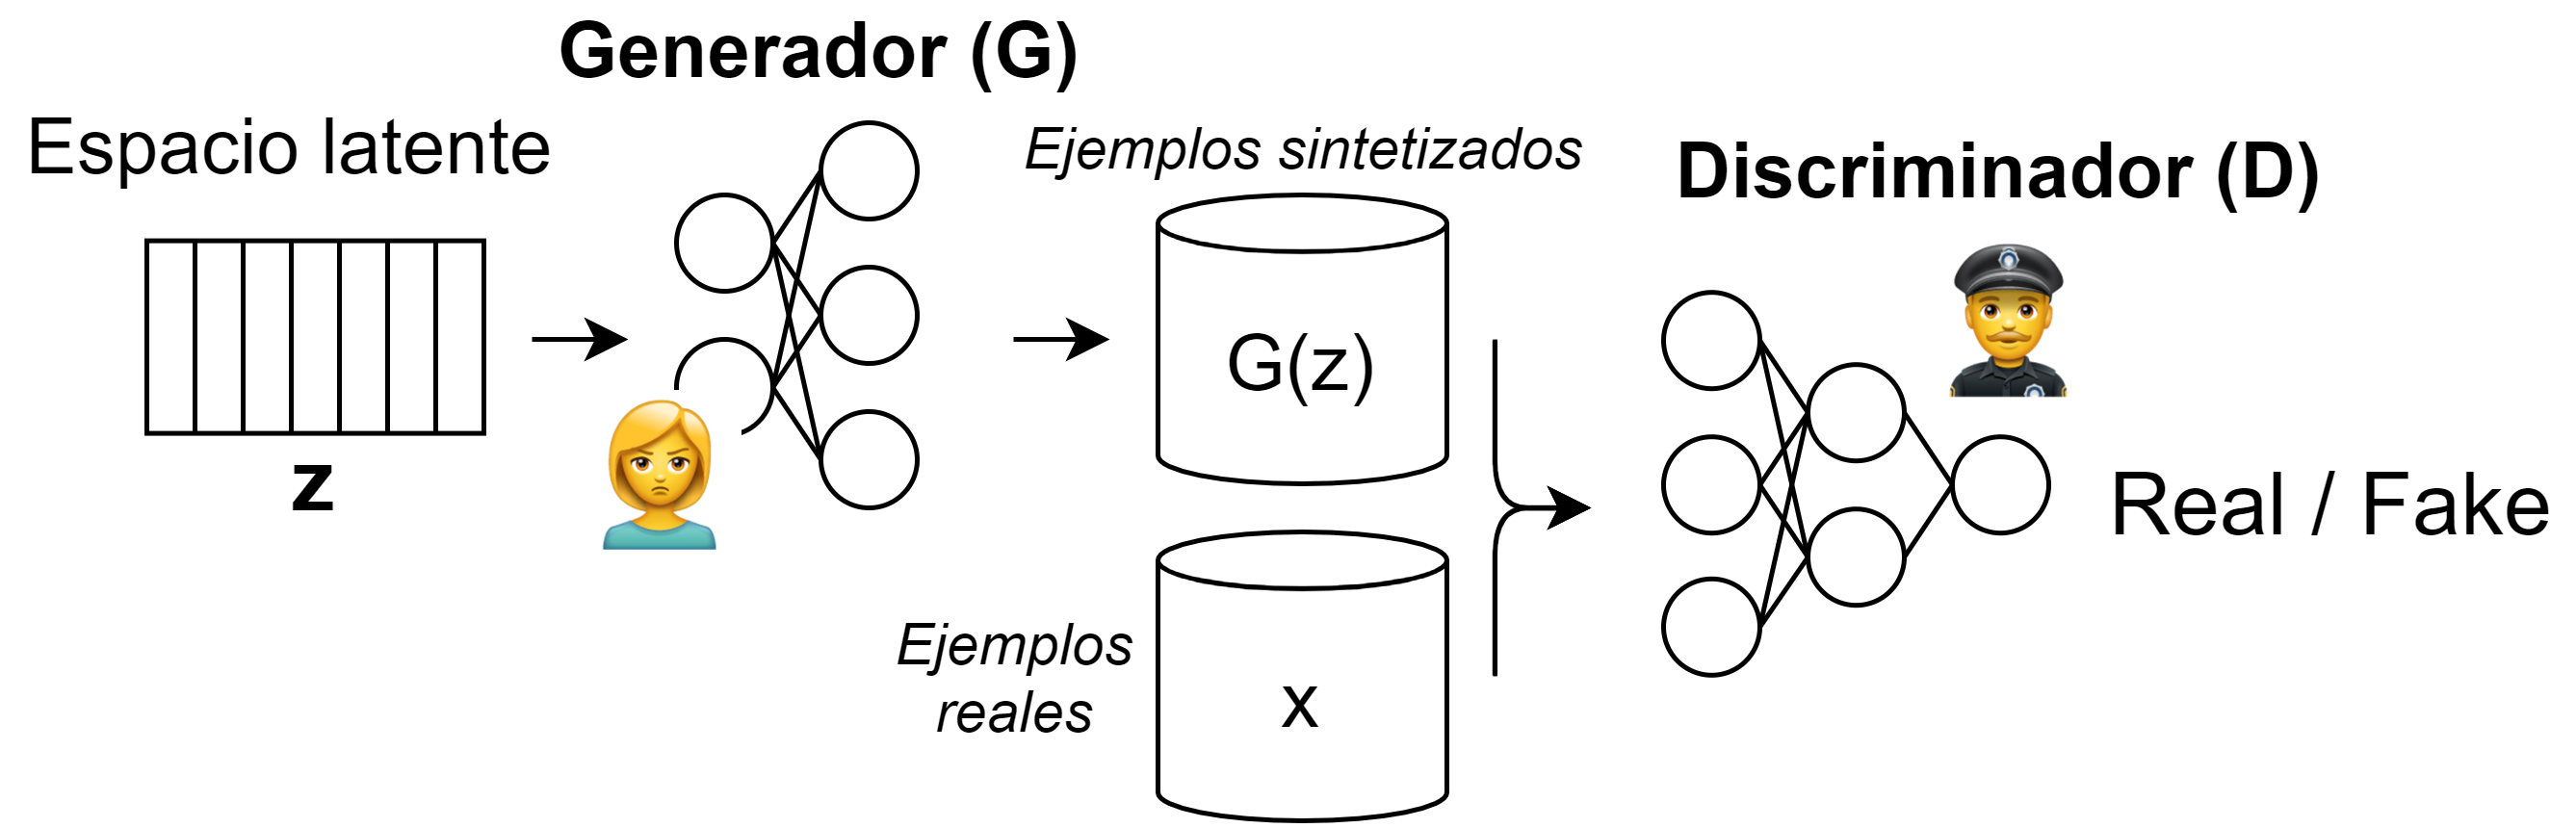 Generador (G)
Espacio latente
z
Ejemplos sintetizados
G(z)
Ejemplos
reales
x
Discriminador (D)
Real / Fake